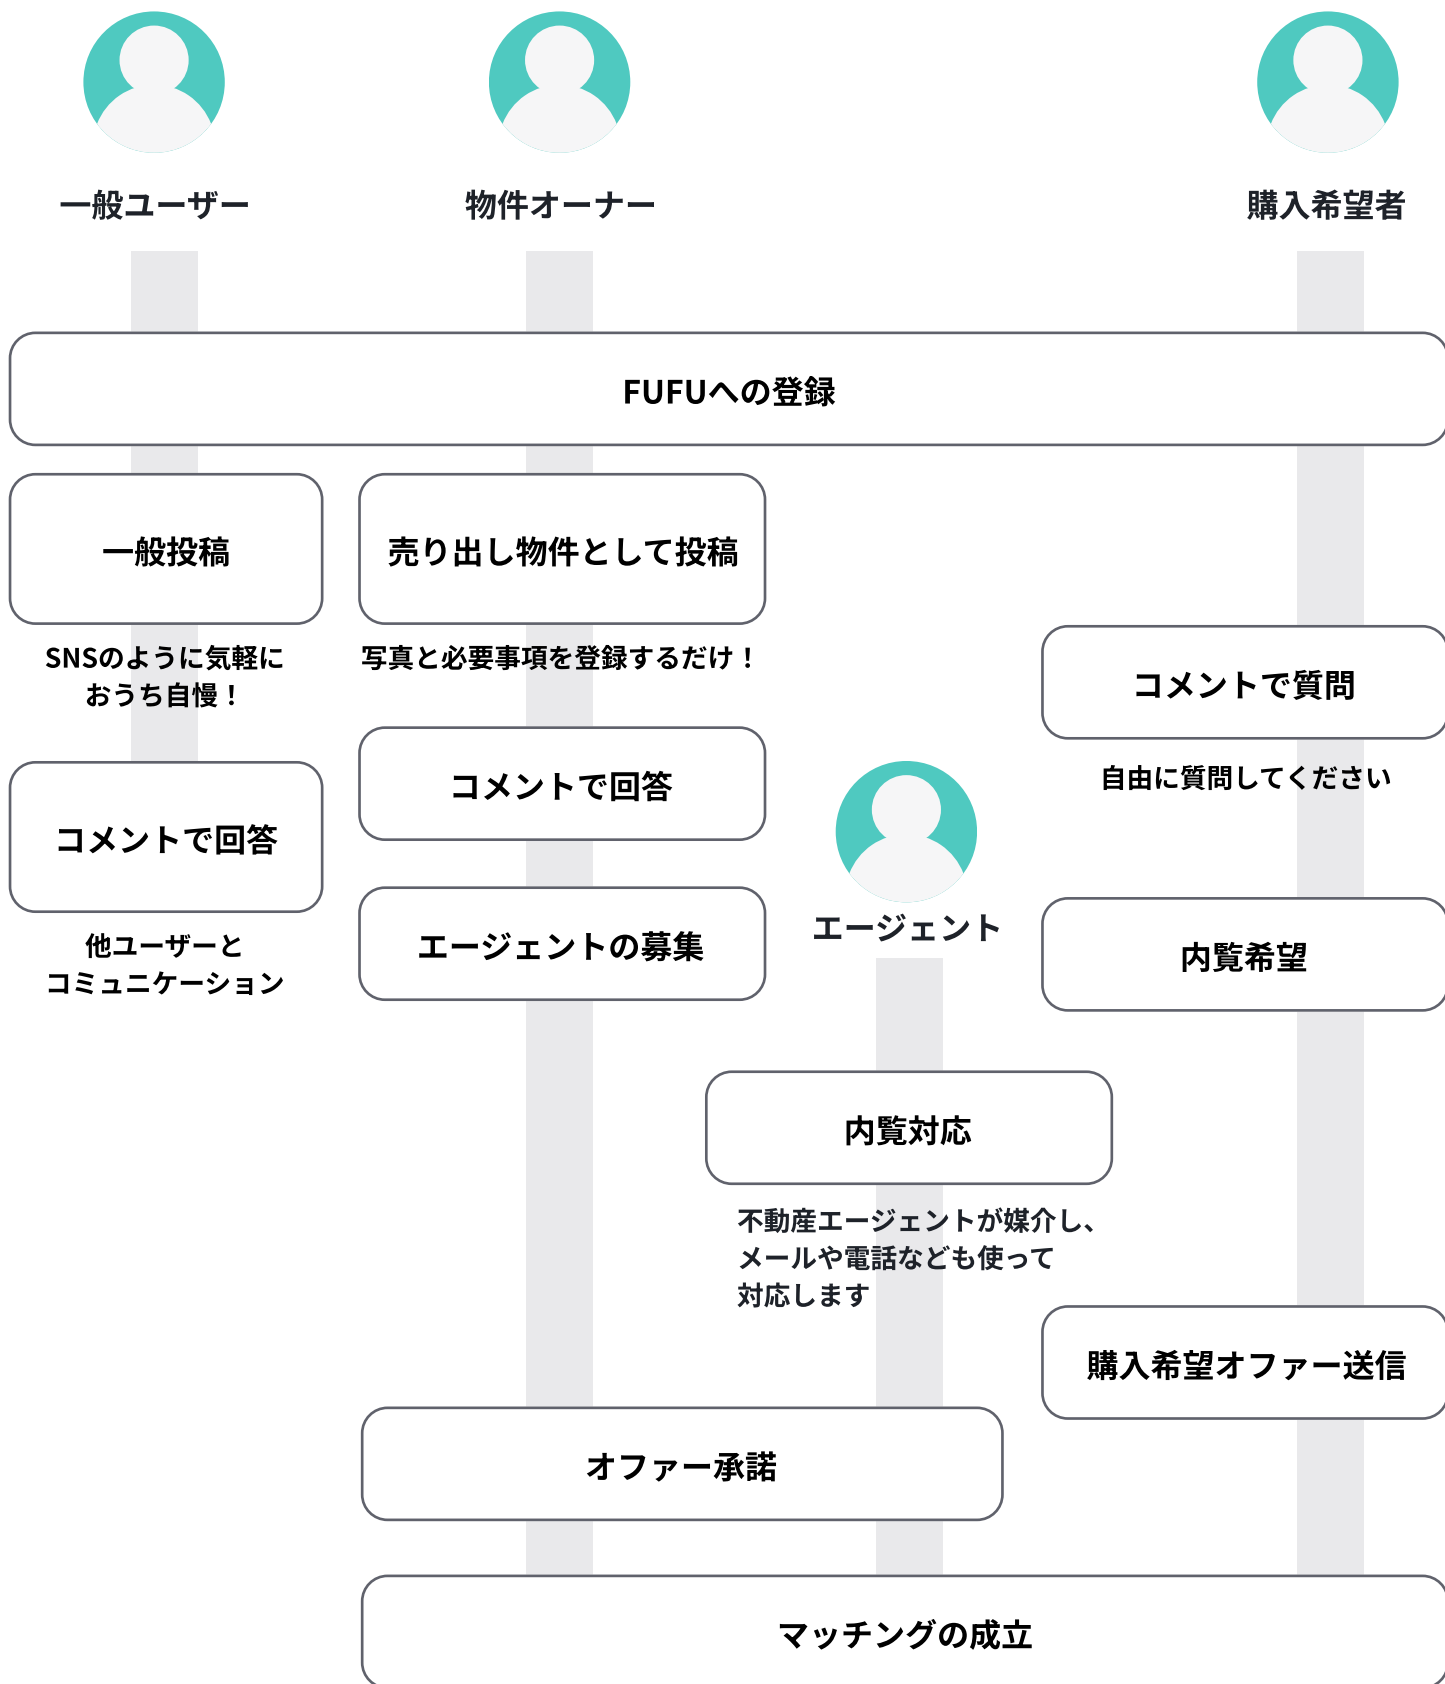 一般ユーザー
物件オーナー
購入希望者
FUFUへの登録
一般投稿
売り出し物件として投稿
SNSのように気軽に
おうち自慢！
写真と必要事項を登録するだけ！
コメントで質問
自由に質問してください
コメントで回答
コメントで回答
他ユーザーと
コミュニケーション
エージェントの募集
エージェント
内覧希望
内覧対応
不動産エージェントが媒介し、
メールや電話なども使って
対応します
購入希望オファー送信
オファー承諾
マッチングの成立